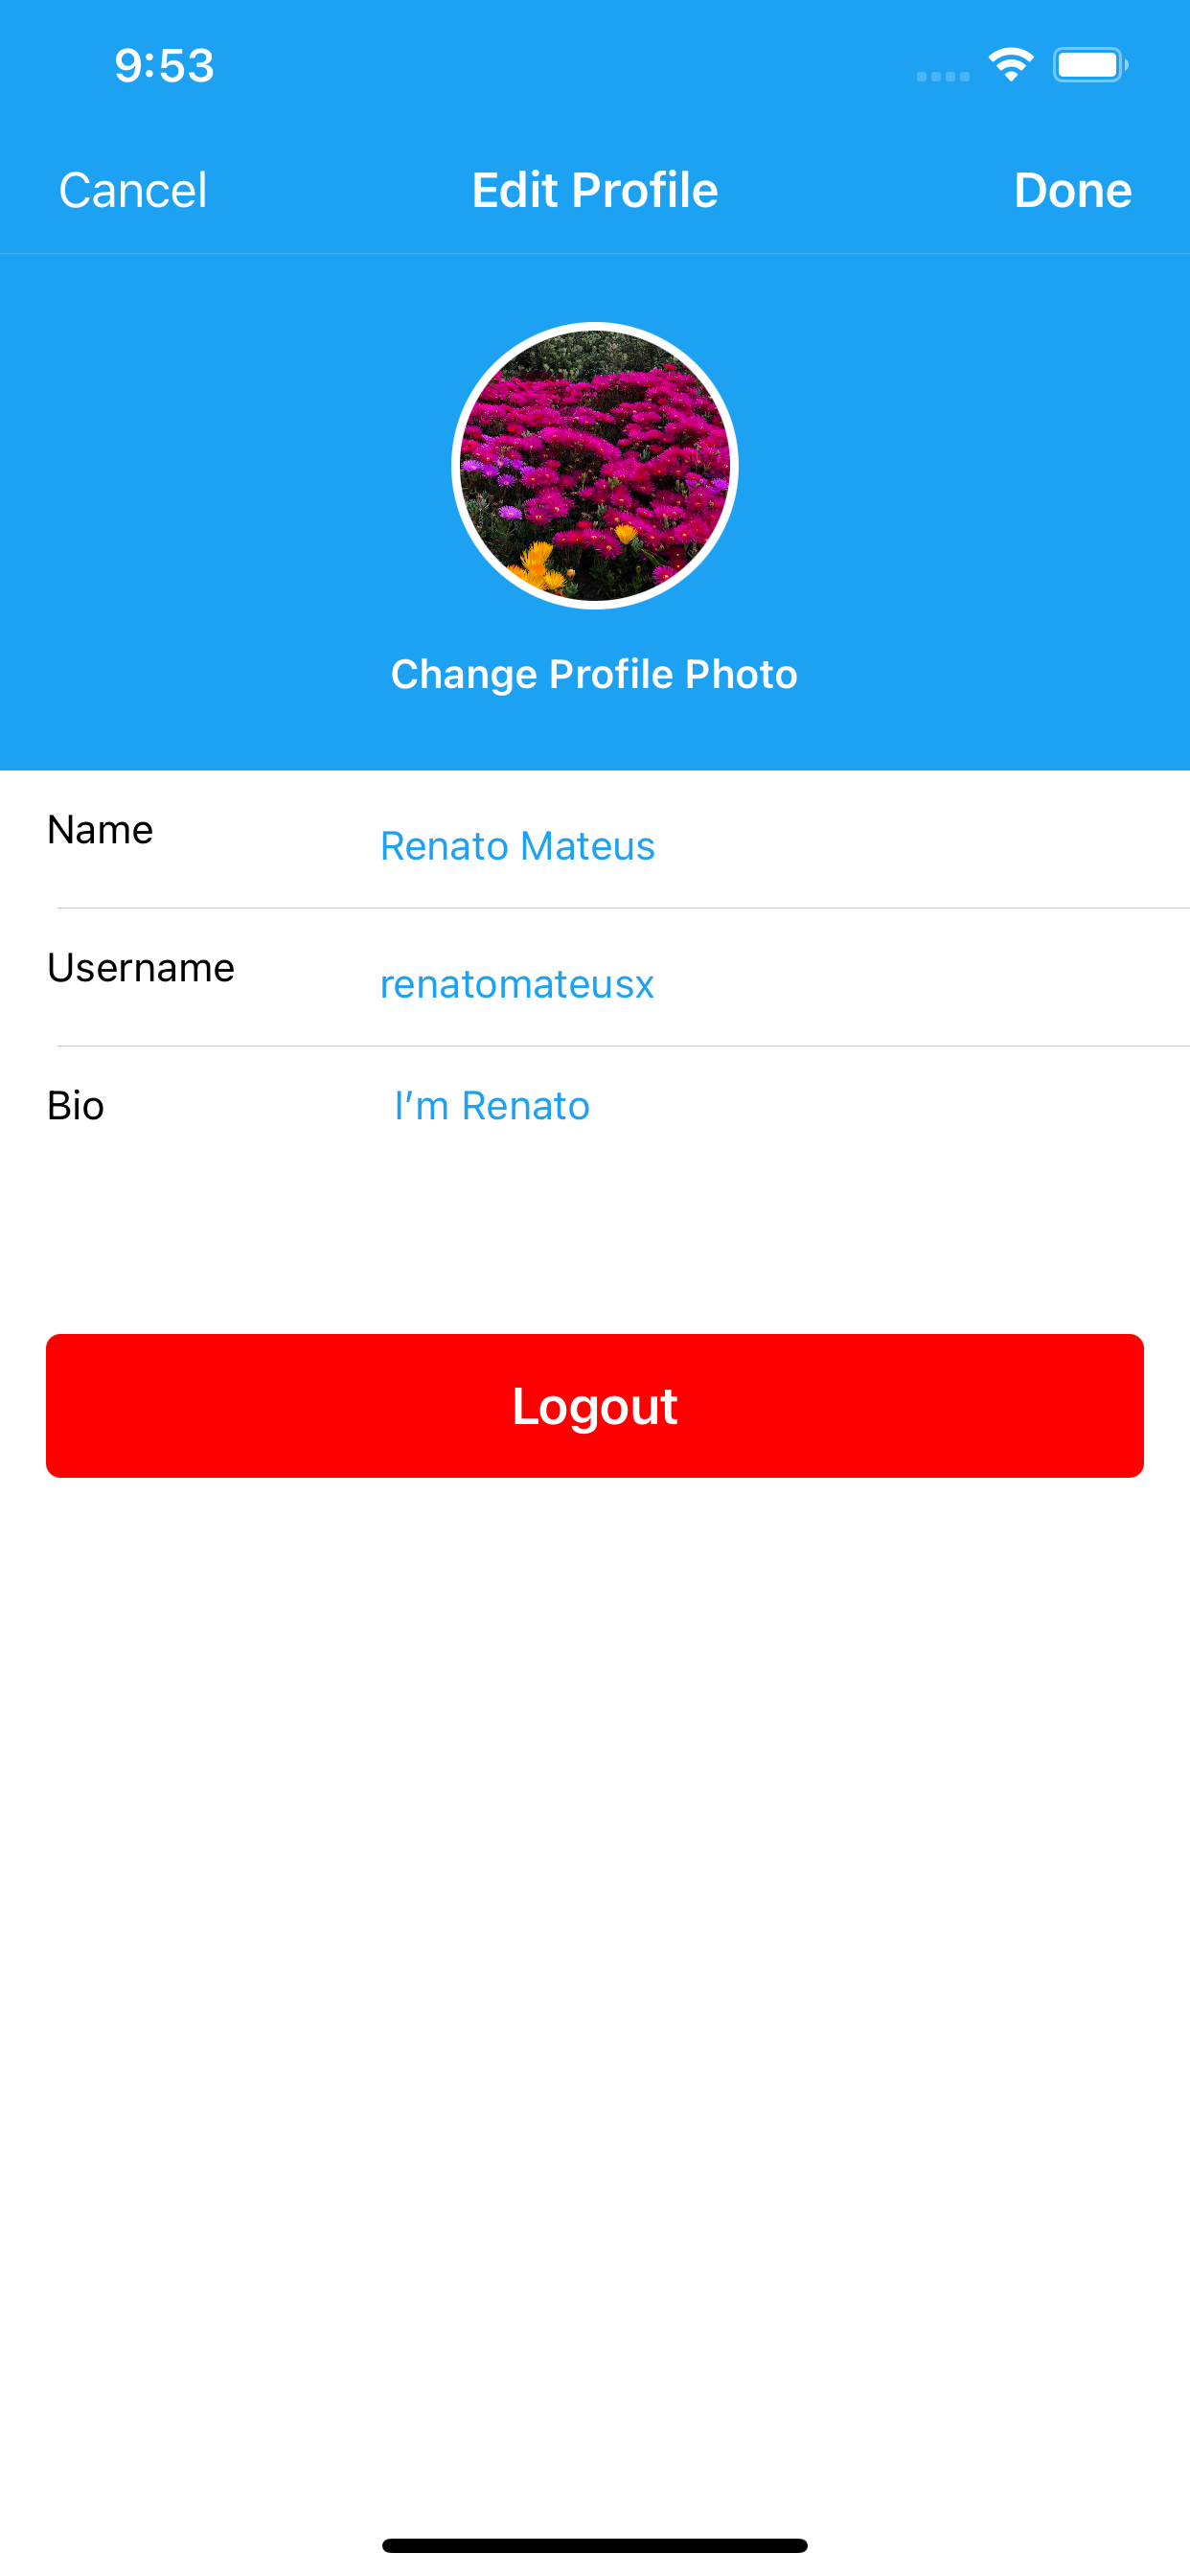 9:53
Cancel Edit Profile Done
Change Profile Photo
Name Renato Mateus
Username renatomateusx
Bio I’m Renato
Logout